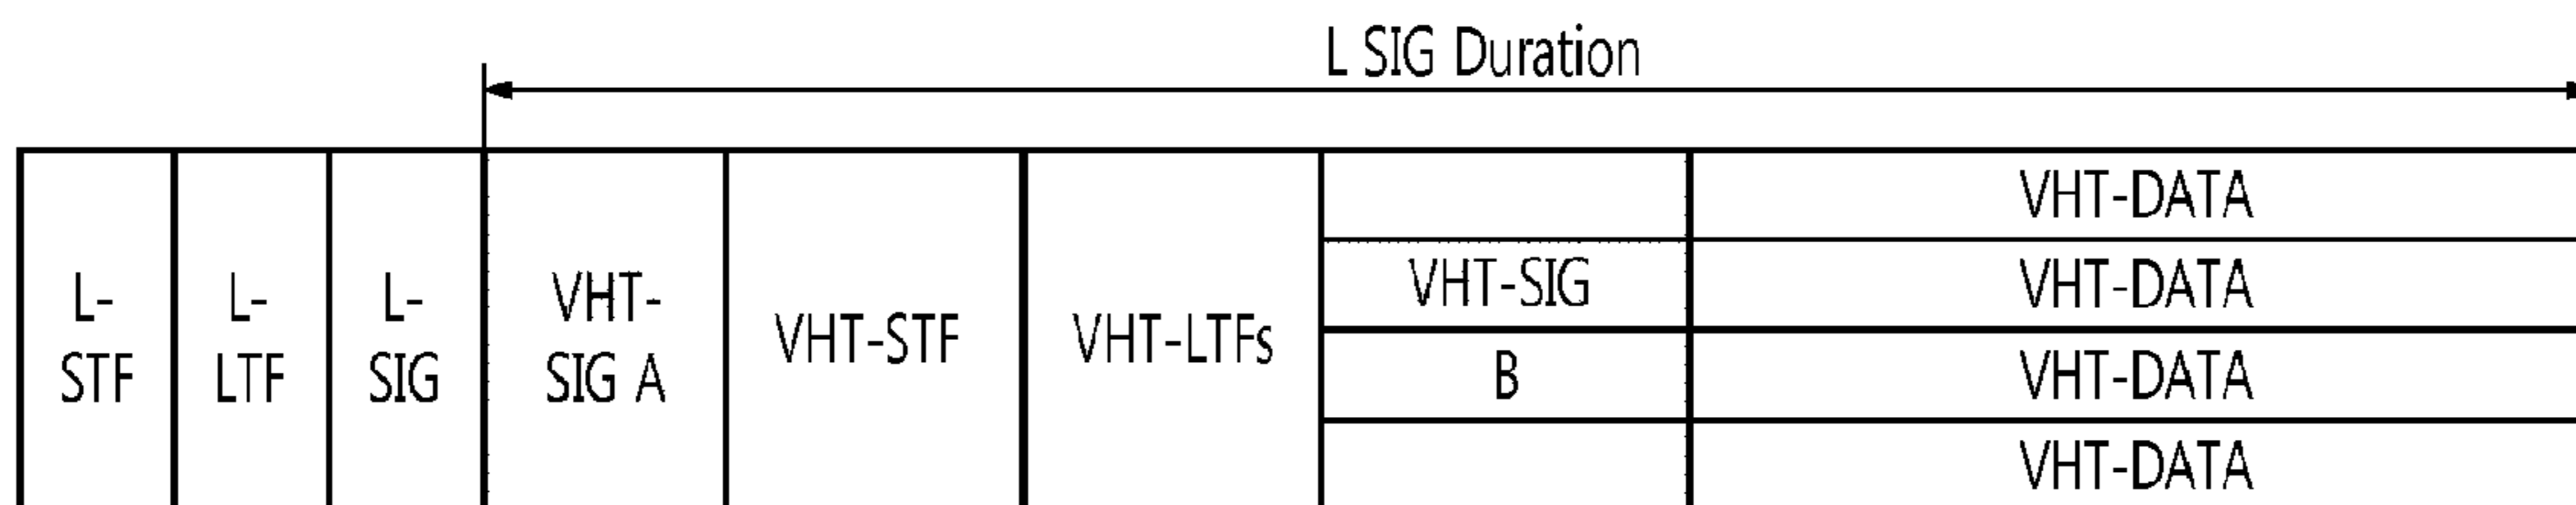 L SIG Duration
L-
STF
L-
LTF
L-
SIG
VHT-
SIG A
VHT-STF
VHT-LTFs
VHT-SIG
B
VHT-DATA
VHT-DATA
VHT-DATA
VHT-DATA